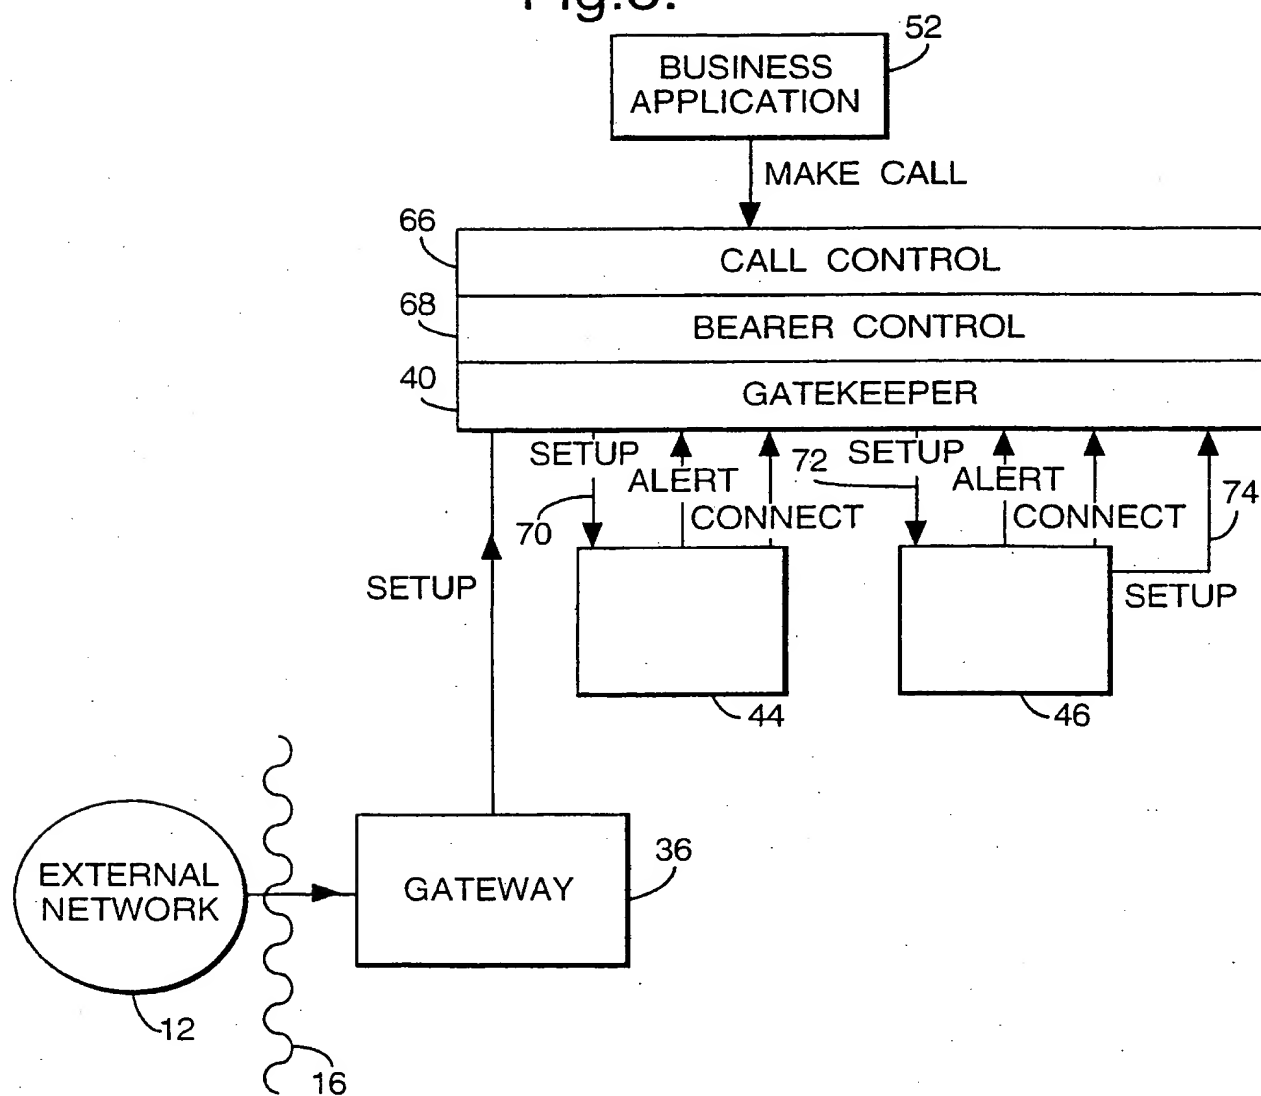 52
BUSINESS
APPLICATION
MAKE CALL
66
CALL CONTROL
68
BEARER CONTROL
40
GATEKEEPER
SETUP
ALERT
CONNECT
70
72
SETUP
ALERT
CONNECT
74
SETUP
SETUP
44
46
EXTERNAL
NETWORK
GATEWAY
36
12
16